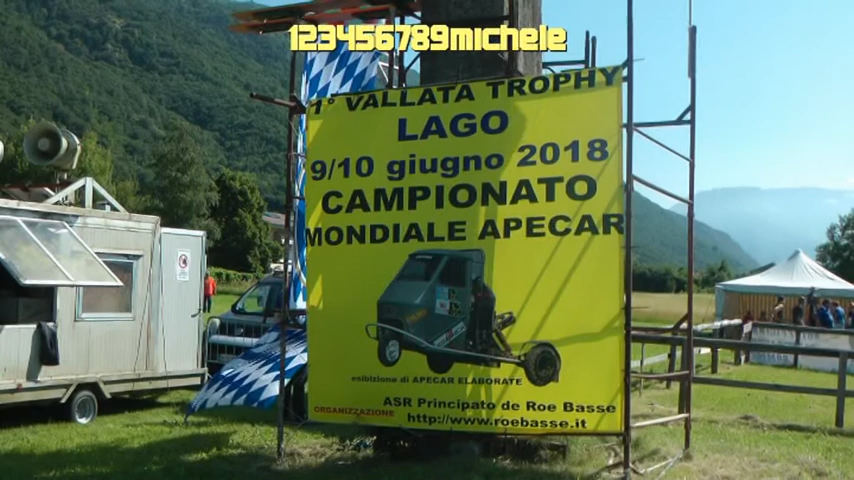 123456789michele
1° VALLATA TROPHY
LAGO
9/10 giugno 2018
CAMPIONATO
MONDIALE APECAR
esibizione di APECAR ELABORATE
ASR Principato de Roe Basse
ORGANIZZAZIONE
http://www.roebasse.it